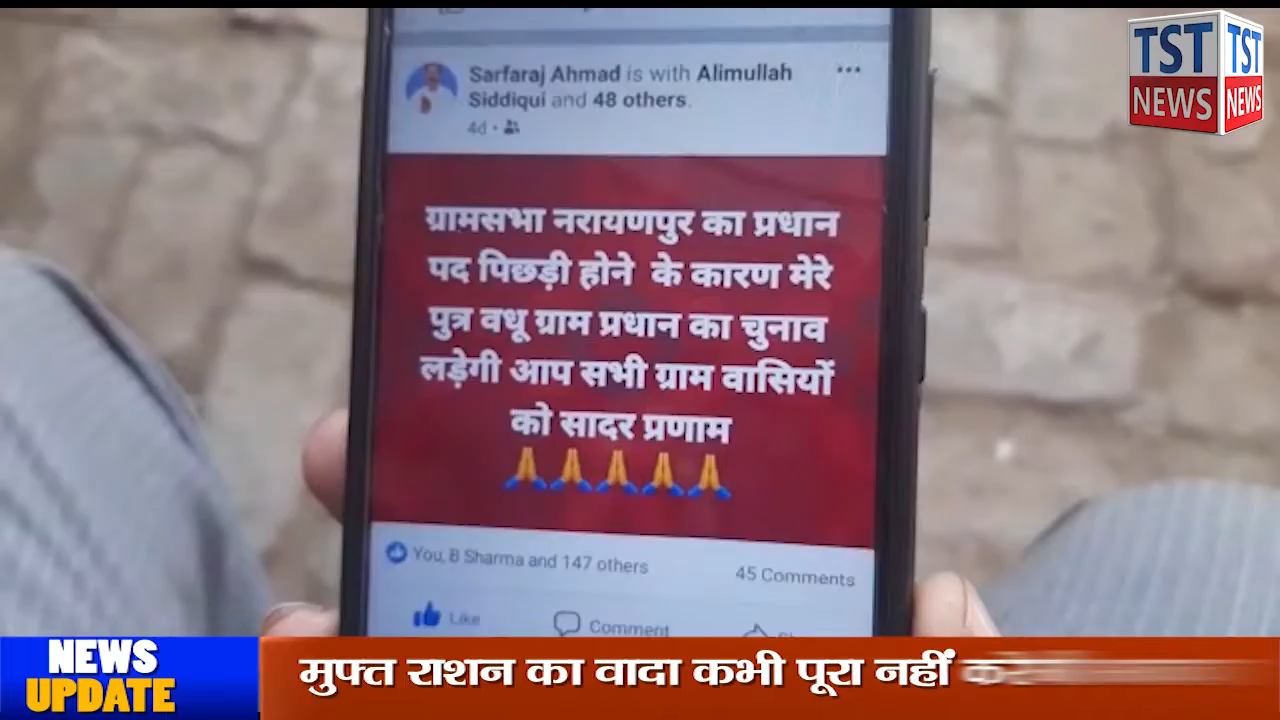 Sarfaraj Ahmad is with Alimullah
Siddiqui and 48 others.
4d
TST TST
NEWS NEWS
ग्रामसभा नरायणपुर का प्रधान
पद पिछड़ी होने के कारण मेरे
पुत्र वधू ग्राम प्रधान का चुनाव
लड़ेगी आप सभी ग्राम वासियों
को सादर प्रणाम
🙏🙏🙏🙏🙏
You, B Sharma and 147 others
45 Comments
Like
Comment
NEWS
UPDATE
मुफ्त राशन का वादा कभी पूरा नहीं